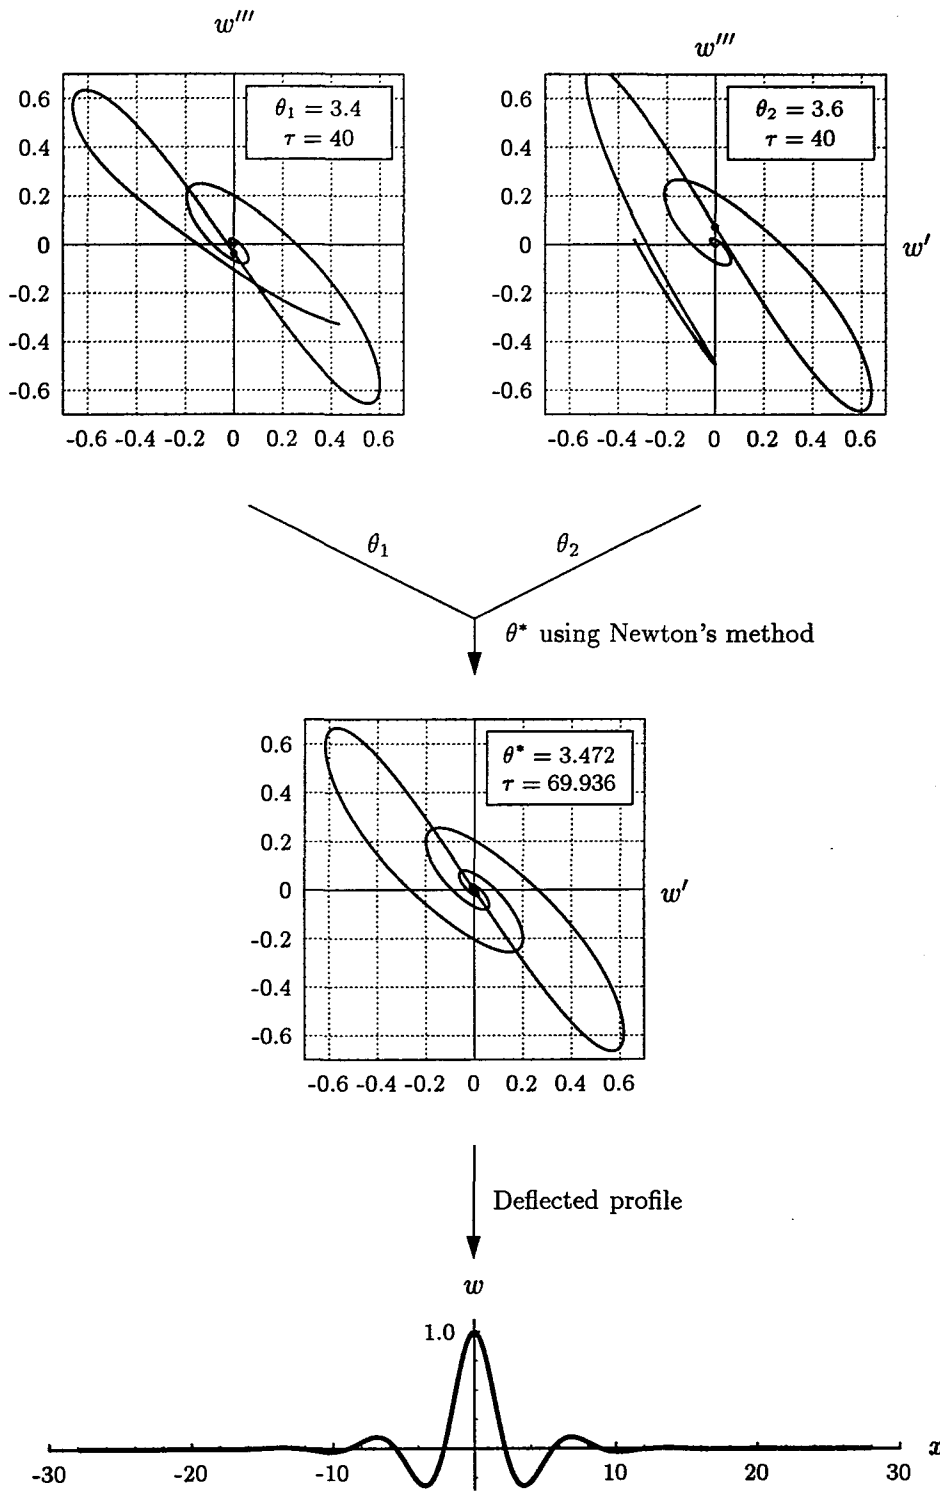 w′′′
w′′′
θ₁ = 3.4
τ = 40
0.6
0.4
0.2
0
-0.2
-0.4
-0.6
-0.6 -0.4 -0.2 0 0.2 0.4 0.6
θ₂ = 3.6
τ = 40
0.6
0.4
0.2
0
-0.2
-0.4
-0.6
w′
-0.6 -0.4 -0.2 0 0.2 0.4 0.6
θ₁
θ₂
θ* using Newton's method
θ* = 3.472
τ = 69.936
0.6
0.4
0.2
0
-0.2
-0.4
-0.6
w′
-0.6 -0.4 -0.2 0 0.2 0.4 0.6
Deflected profile
w
1.0
x
-30 -20 -10 10 20 30